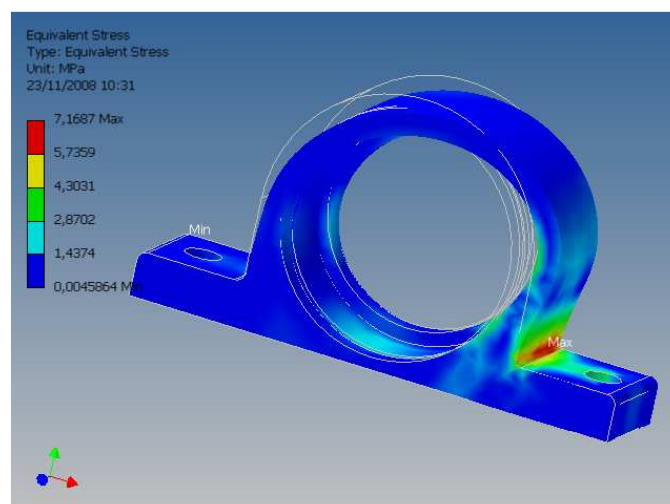 Equivalent Stress
Type: Equivalent Stress
Unit: MPa
23/11/2008 10:31
7,1687 Max
5,7359
4,3031
2,8702
1,4374
0,0045864 Min
Min
Max